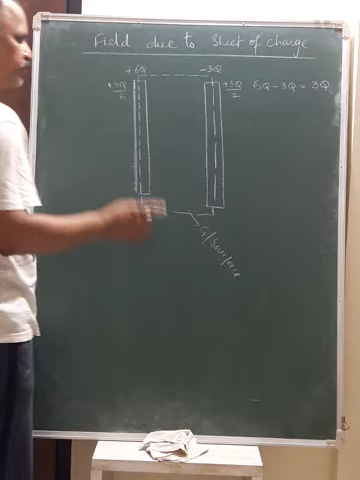 Field due to Sheet of charge
+6Q -3Q
+3Q/2 +3Q/2 6Q-3Q = 3Q
G/Surface